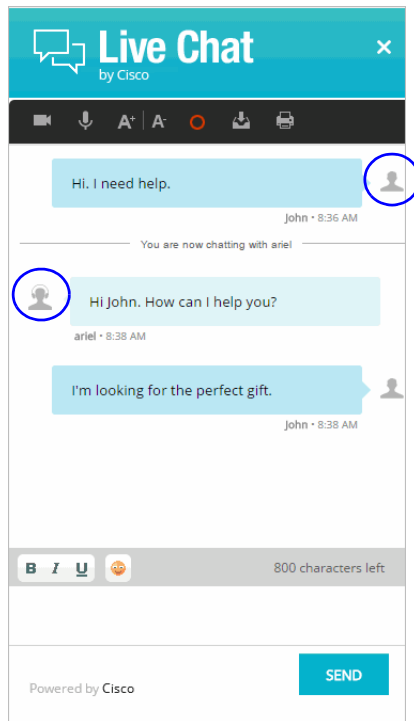 Live Chat
by Cisco
A+ A-
Hi. I need help.
John • 8:36 AM
You are now chatting with ariel
Hi John. How can I help you?
ariel • 8:38 AM
I'm looking for the perfect gift.
John • 8:38 AM
B I U 800 characters left
Powered by Cisco
SEND